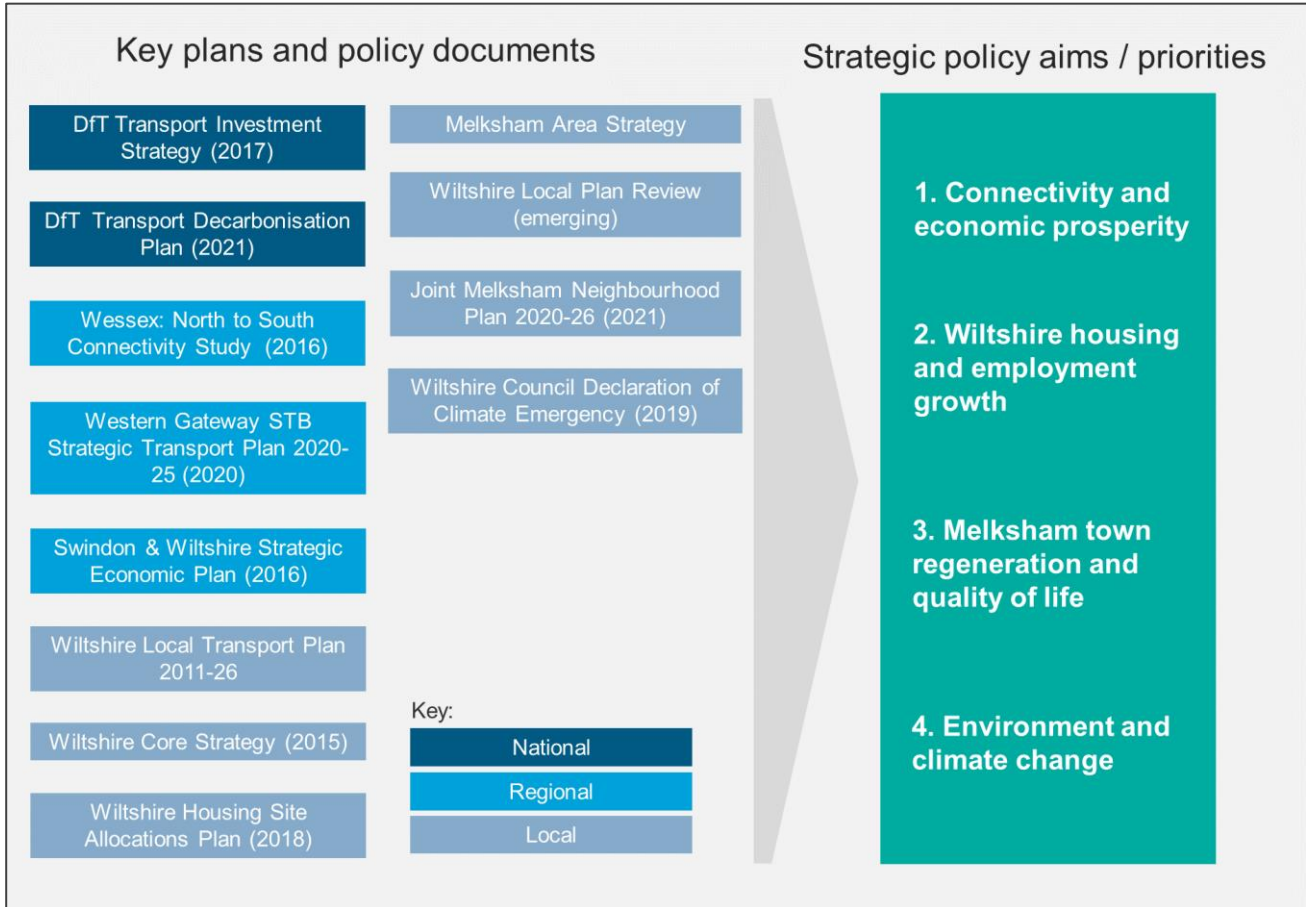 Key plans and policy documents
DfT Transport Investment
Strategy (2017)
DfT Transport Decarbonisation
Plan (2021)
Wessex: North to South
Connectivity Study (2016)
Western Gateway STB
Strategic Transport Plan 2020-
25 (2020)
Swindon & Wiltshire Strategic
Economic Plan (2016)
Wiltshire Local Transport Plan
2011-26
Wiltshire Core Strategy (2015)
Wiltshire Housing Site
Allocations Plan (2018)
Melksham Area Strategy
Wiltshire Local Plan Review
(emerging)
Joint Melksham Neighbourhood
Plan 2020-26 (2021)
Wiltshire Council Declaration of
Climate Emergency (2019)
Key:
National
Regional
Local
Strategic policy aims / priorities
1. Connectivity and
economic prosperity
2. Wiltshire housing
and employment
growth
3. Melksham town
regeneration and
quality of life
4. Environment and
climate change